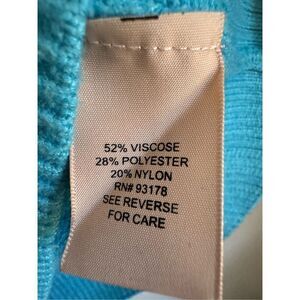 52% VISCOSE
28% POLYESTER
20% NYLON
RN# 93178
SEE REVERSE
FOR CARE